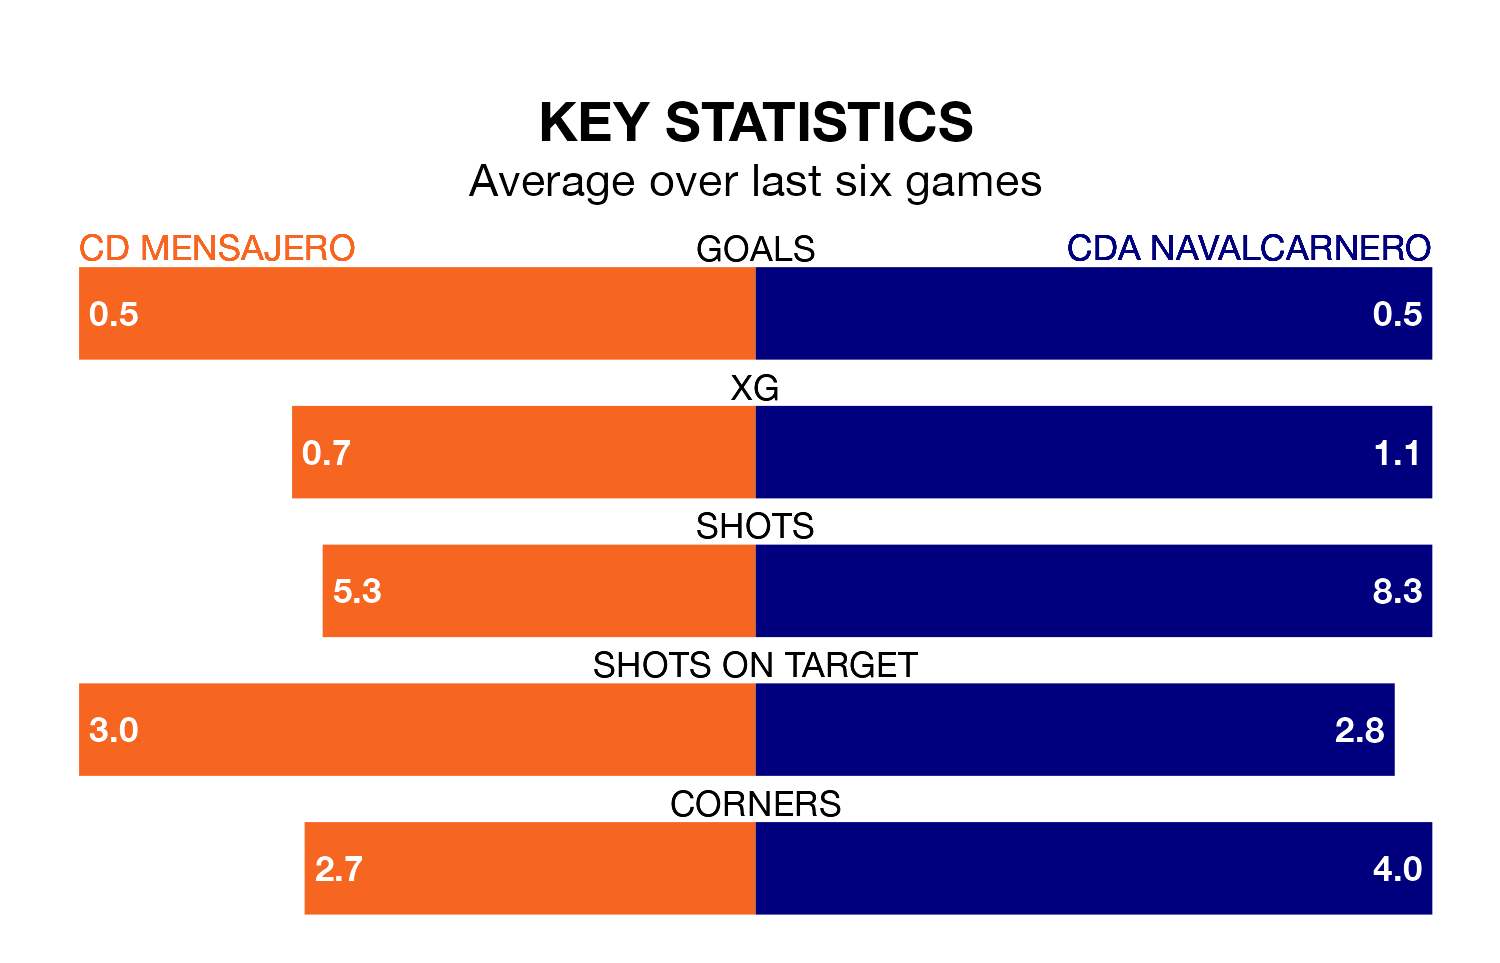 KEY STATISTICS
Average over last six games
CD MENSAJERO GOALS CDA NAVALCARNERO
0.5 0.5
XG
0.7 1.1
SHOTS
5.3 8.3
SHOTS ON TARGET
3.0 2.8
CORNERS
2.7 4.0